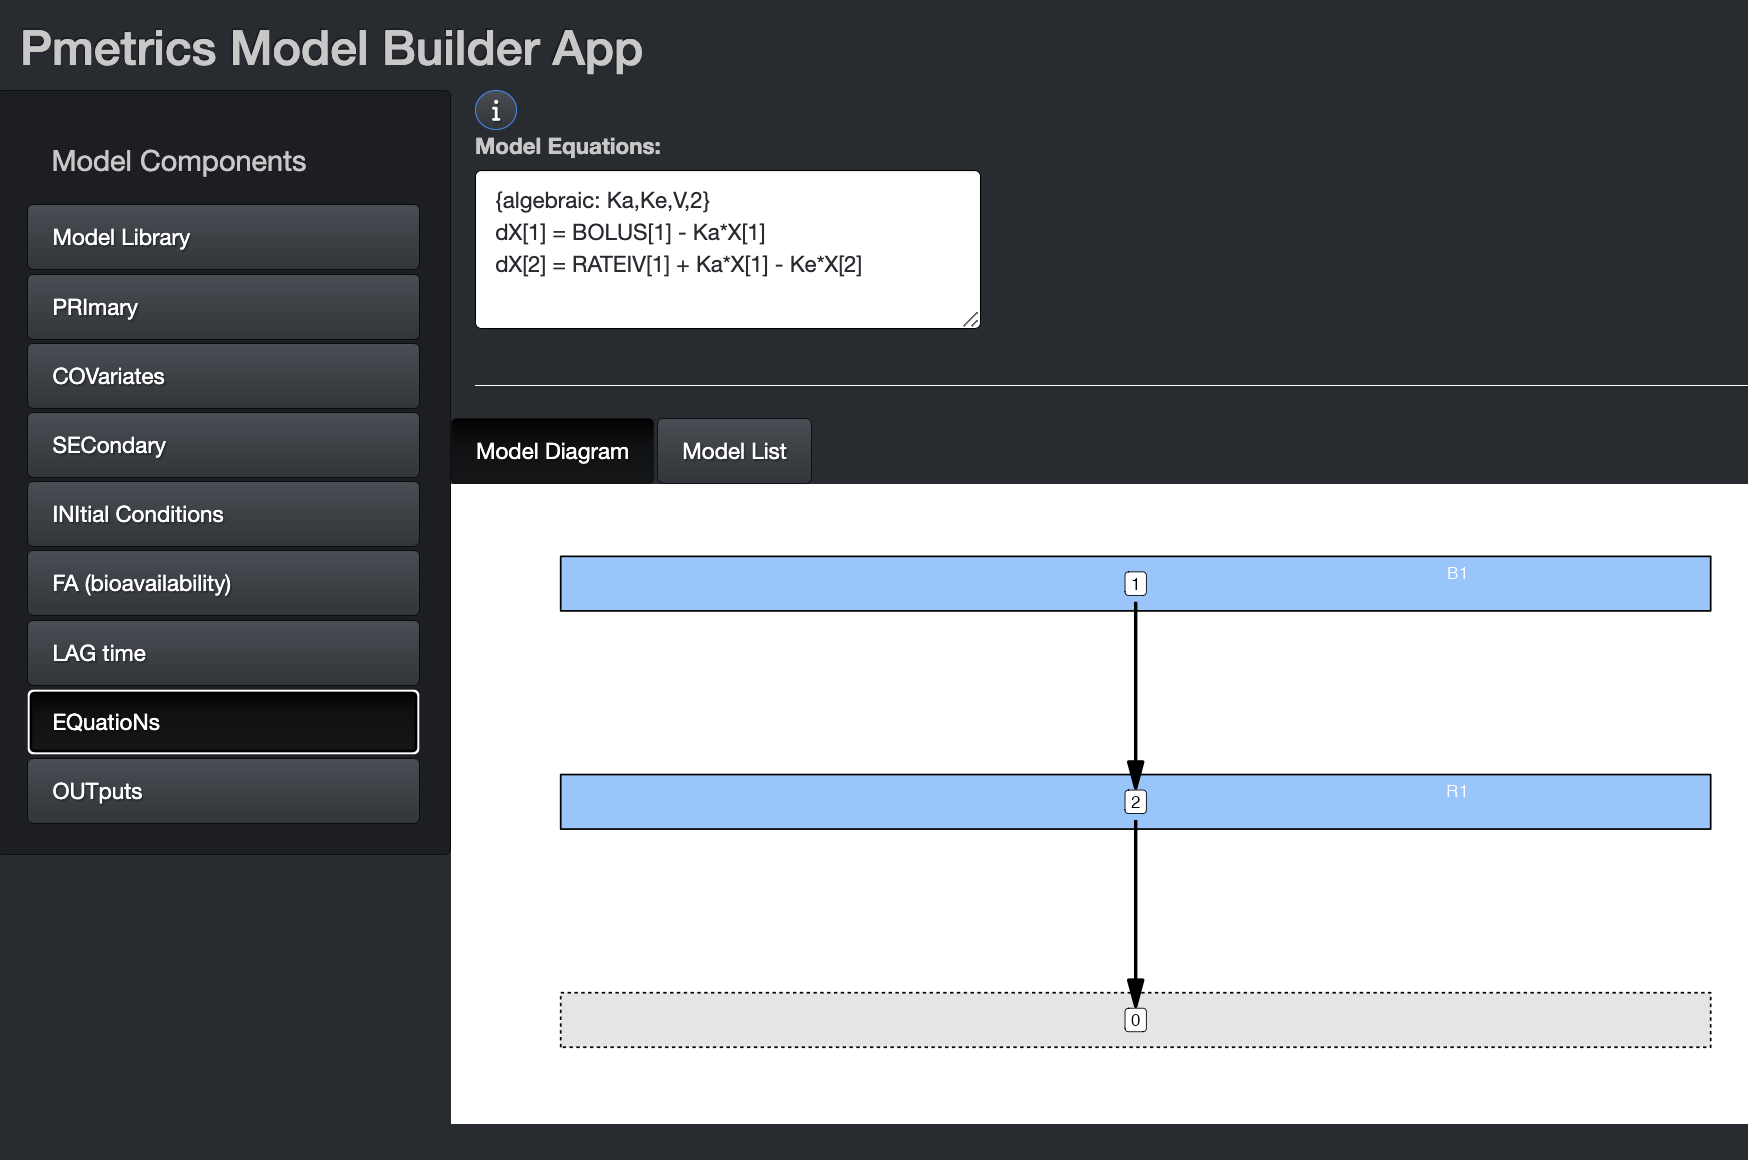 Pmetrics Model Builder App
i
Model Components
Model Library
PRImary
COVariates
SECondary
INItial Conditions
FA (bioavailability)
LAG time
EQuatioNs
OUTputs
Model Equations:
{algebraic: Ka,Ke,V,2}
dX[1] = BOLUS[1] - Ka*X[1]
dX[2] = RATEIV[1] + Ka*X[1] - Ke*X[2]
Model Diagram
Model List
1
B1
2
R1
0